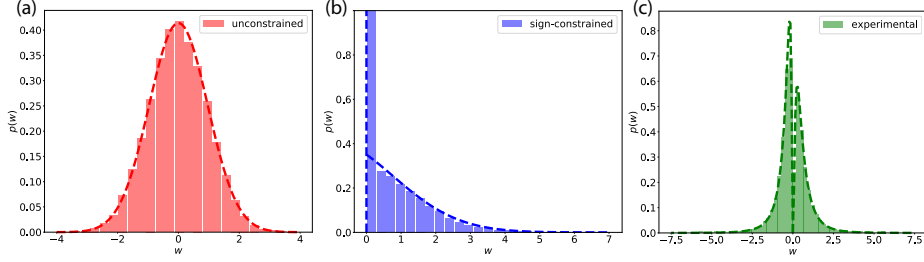 (a)
unconstrained
p(w)
0.40
0.35
0.30
0.25
0.20
0.15
0.10
0.05
0.00
−4 −2 0 2 4
w
(b)
sign-constrained
p(w)
0.8
0.6
0.4
0.2
0.0
0 1 2 3 4 5 6 7
w
(c)
experimental
p(w)
0.8
0.7
0.6
0.5
0.4
0.3
0.2
0.1
0.0
−7.5 −5.0 −2.5 0.0 2.5 5.0 7.5
w